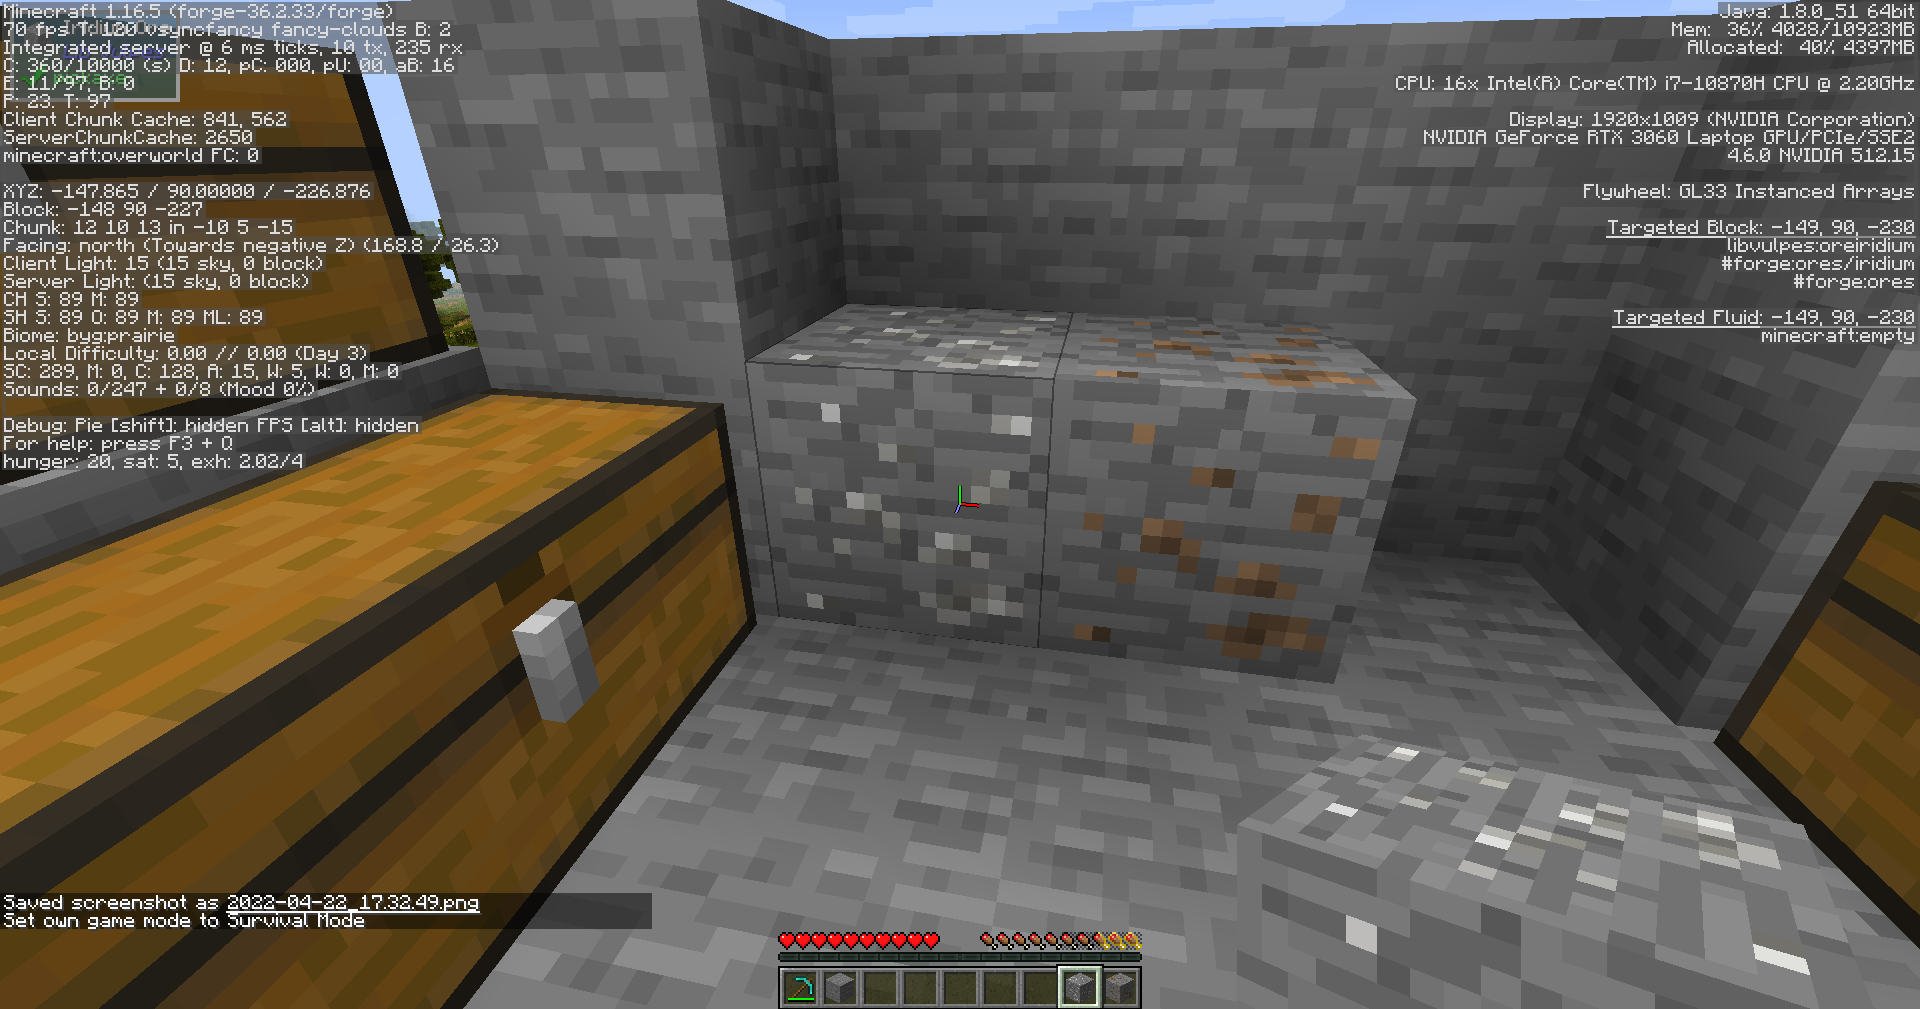 Minecraft 1.16.5 (forge-36.2.33/forge)
70 fps T: 120 vsyncfancy fancy-clouds B: 2
Integrated server @ 6 ms ticks, 10 tx, 235 rx
C: 360/10000 (s) D: 12, pC: 000, pU: 00, aB: 16
E: 11/97, B: 0
P: 23. T: 97
Client Chunk Cache: 841, 562
ServerChunkCache: 2650
minecraft:overworld FC: 0
XYZ: -147.865 / 90.00000 / -226.876
Block: -148 90 -227
Chunk: 12 10 13 in -10 5 -15
Facing: north (Towards negative Z) (168.8 / 26.3)
Client Light: 15 (15 sky, 0 block)
Server Light: (15 sky, 0 block)
CH S: 89 M: 89
SH S: 89 O: 89 M: 89 ML: 89
Biome: byg:prairie
Local Difficulty: 0.00 // 0.00 (Day 3)
SC: 289, M: 0, C: 128, A: 15, W: 5, W: 0, M: 0
Sounds: 0/247 + 0/8 (Mood 0%)
Debug: Pie [shift]: hidden FPS [alt]: hidden
For help: press F3 + Q
hunger: 20, sat: 5, exh: 2.02/4
Java: 1.8.0_51 64bit
Mem: 36% 4028/10923MB
Allocated: 40% 4397MB
CPU: 16x Intel(R) Core(TM) i7-10870H CPU @ 2.20GHz
Display: 1920x1009 (NVIDIA Corporation)
NVIDIA GeForce RTX 3060 Laptop GPU/PCIe/SSE2
4.6.0 NVIDIA 512.15
Flywheel: GL33 Instanced Arrays
Targeted Block: -149, 90, -230
libvulpes:oreiridium
#forge:ores/iridium
#forge:ores
Targeted Fluid: -149, 90, -230
minecraft:empty
Saved screenshot as 2022-04-22_17.32.49.png
Set own game mode to Survival Mode